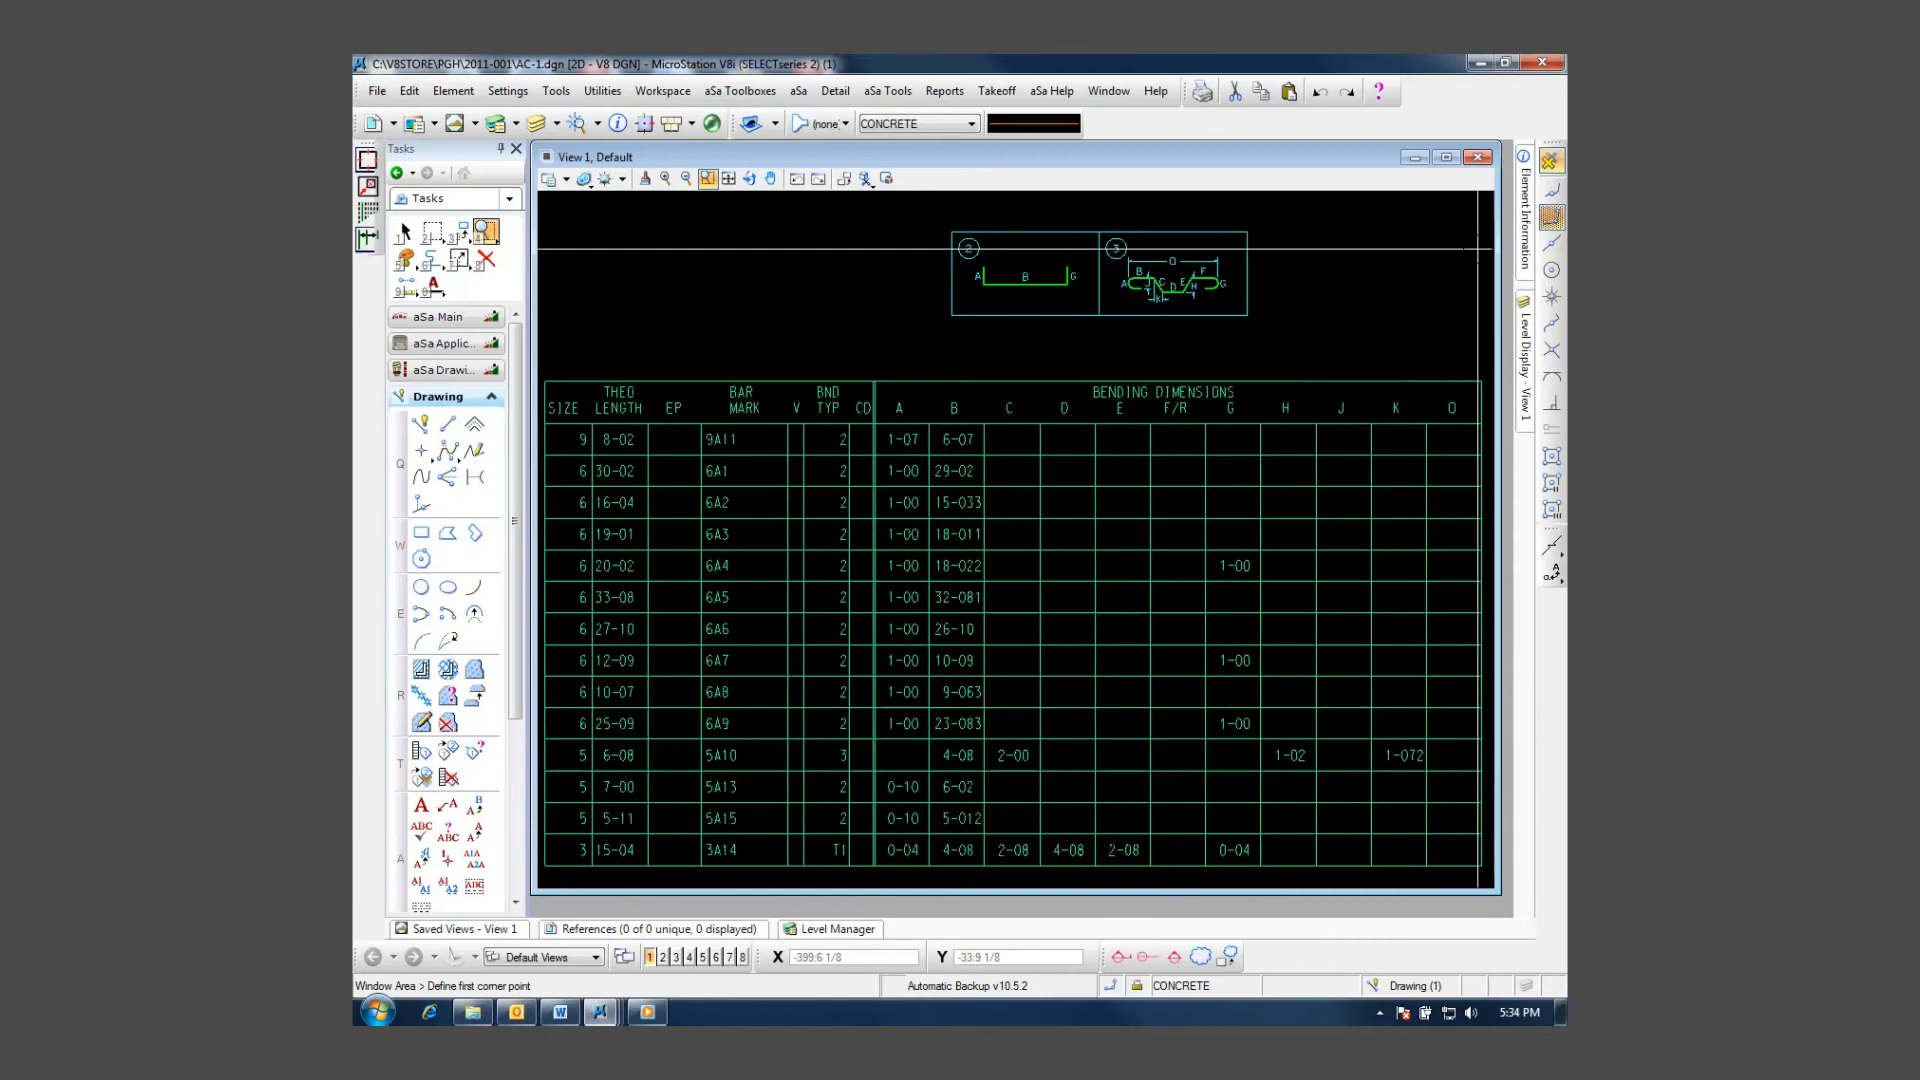 C:\V8STORE\PGH\2011-001\AC-1.dgn [2D - V8 DGN] - MicroStation V8i (SELECTseries 2) (1)
File Edit Element Settings Tools Utilities Workspace aSa Toolboxes aSa Detail aSa Tools Reports Takeoff aSa Help Window Help
(none) CONCRETE
Tasks
View 1, Default
Tasks
aSa Main
aSa Applic...
aSa Drawi...
Drawing
Q
W
E
R
T
A
Element Information
Level Display - View 1
2 3
A B G
O
B F
A J C D E H G
K
THEO BAR BND BENDING DIMENSIONS
SIZE LENGTH EP MARK V TYP CD A B C D E F/R G H J K O
9 8-02 9A11 2 1-07 6-07
6 30-02 6A1 2 1-00 29-02
6 16-04 6A2 2 1-00 15-033
6 19-01 6A3 2 1-00 18-011
6 20-02 6A4 2 1-00 18-022 1-00
6 33-08 6A5 2 1-00 32-081
6 27-10 6A6 2 1-00 26-10
6 12-09 6A7 2 1-00 10-09 1-00
6 10-07 6A8 2 1-00 9-063
6 25-09 6A9 2 1-00 23-083 1-00
5 6-08 5A10 3 4-08 2-00 1-02 1-072
5 7-00 5A13 2 0-10 6-02
5 5-11 5A15 2 0-10 5-012
3 15-04 3A14 T1 0-04 4-08 2-08 4-08 2-08 0-04
Saved Views - View 1 References (0 of 0 unique, 0 displayed) Level Manager
Default Views 1 2 3 4 5 6 7 8 X -399:6 1/8 Y -33:9 1/8
Window Area > Define first corner point Automatic Backup v10.5.2 CONCRETE Drawing (1)
5:34 PM